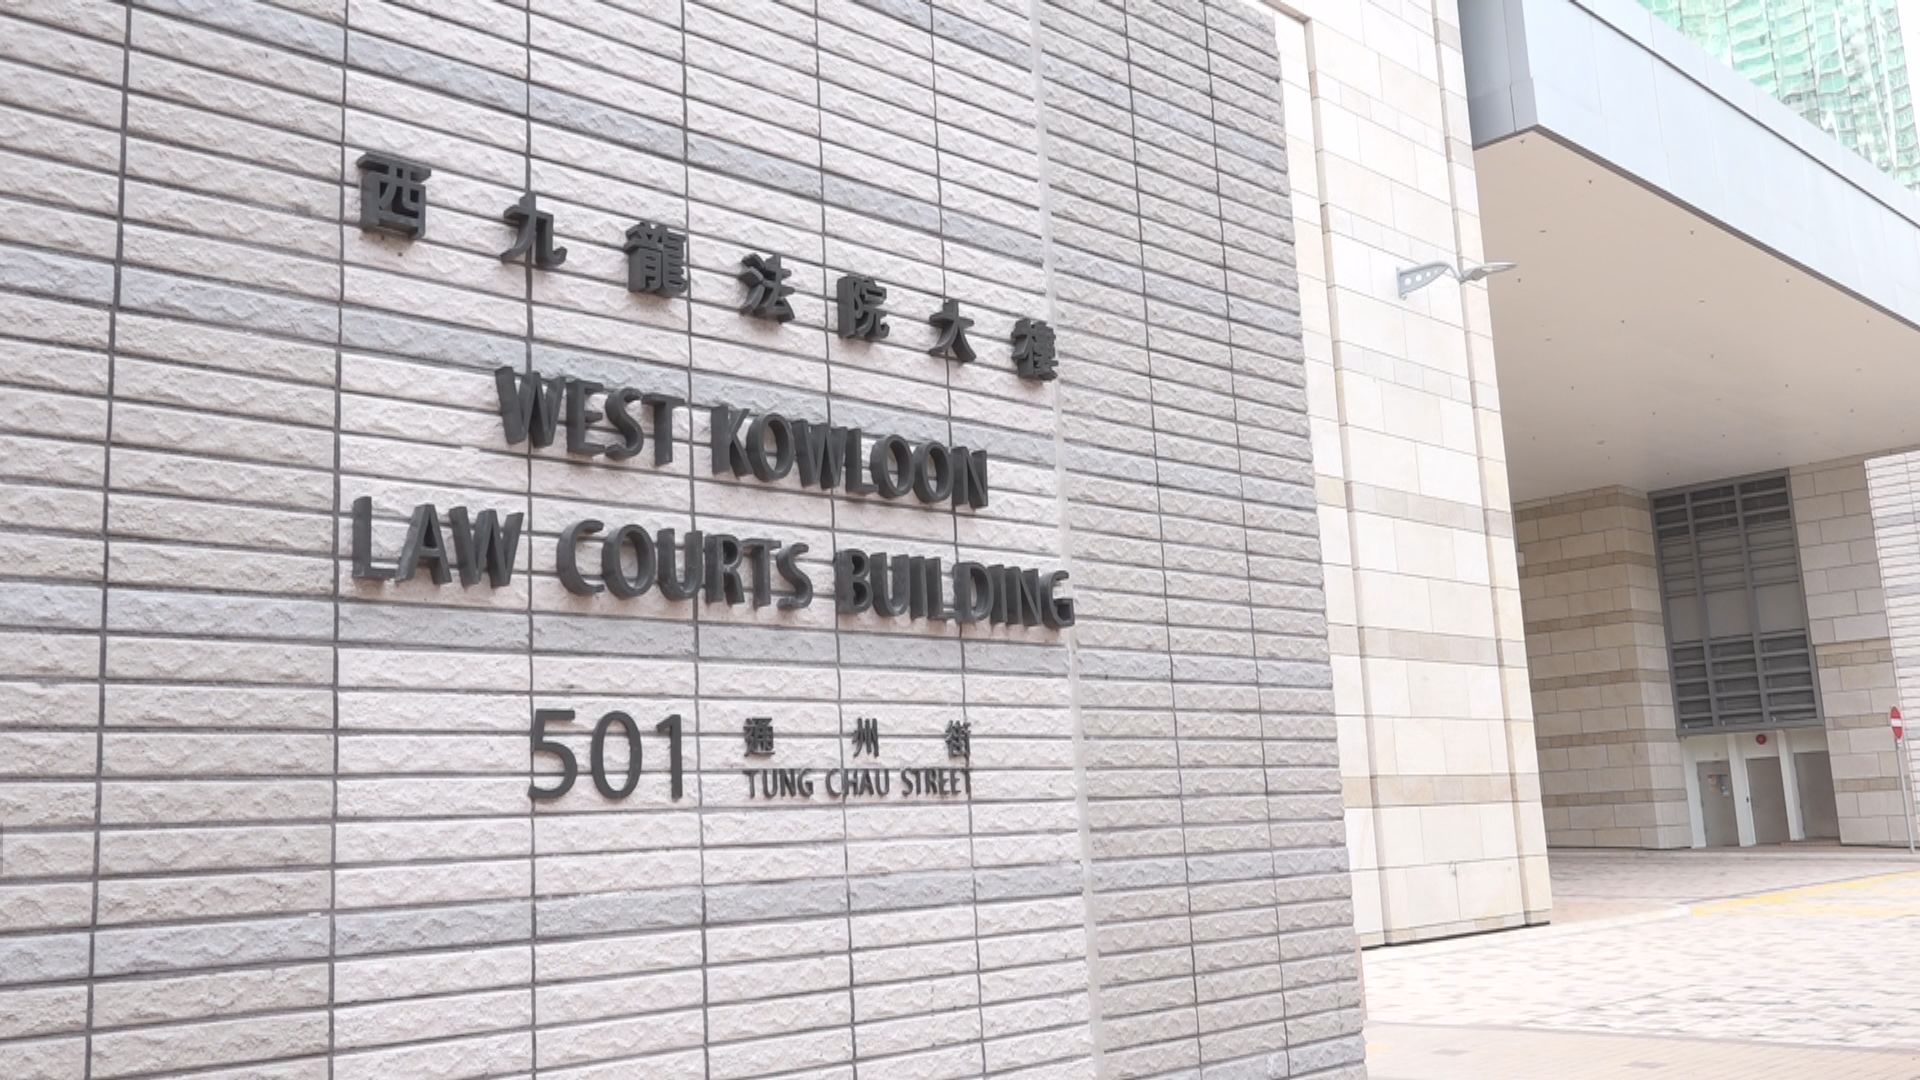 西九龍法院大樓
WEST KOWLOON
LAW COURTS BUILDING
501 通州街
TUNG CHAU STREET